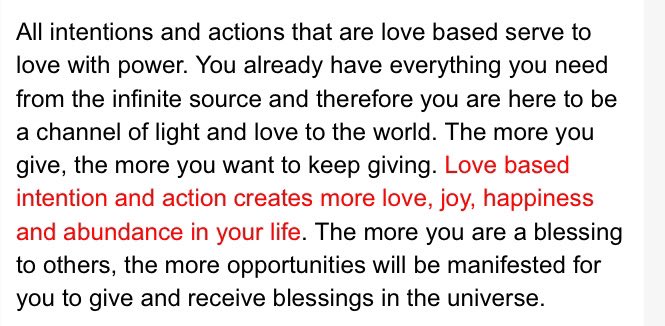 All intentions and actions that are love based serve to
love with power. You already have everything you need
from the infinite source and therefore you are here to be
a channel of light and love to the world. The more you
give, the more you want to keep giving. Love based
intention and action creates more love, joy, happiness
and abundance in your life. The more you are a blessing
to others, the more opportunities will be manifested for
you to give and receive blessings in the universe.